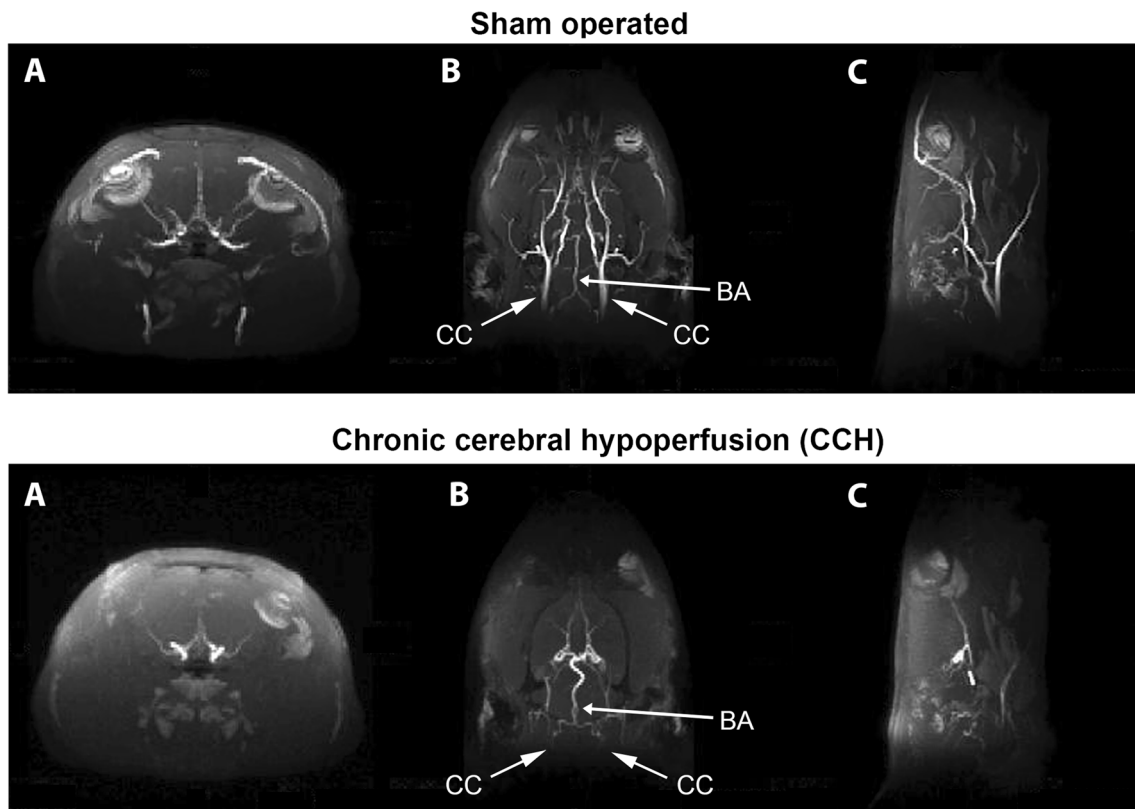 Sham operated
A
B
C
BA
CC
CC
Chronic cerebral hypoperfusion (CCH)
A
B
C
BA
CC
CC